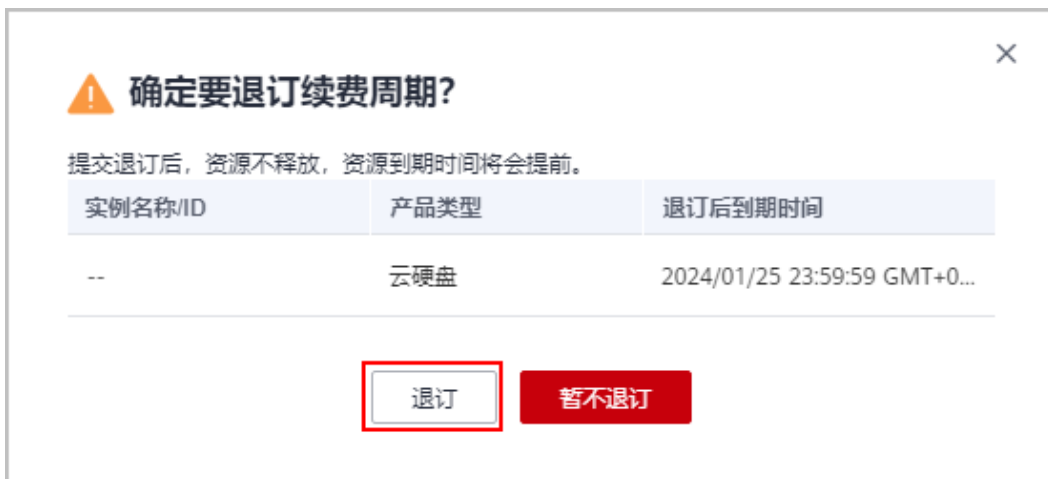 确定要退订续费周期?
提交退订后，资源不释放，资源到期时间将会提前。
实例名称/ID 产品类型 退订后到期时间
-- 云硬盘 2024/01/25 23:59:59 GMT+0...
退订 暂不退订